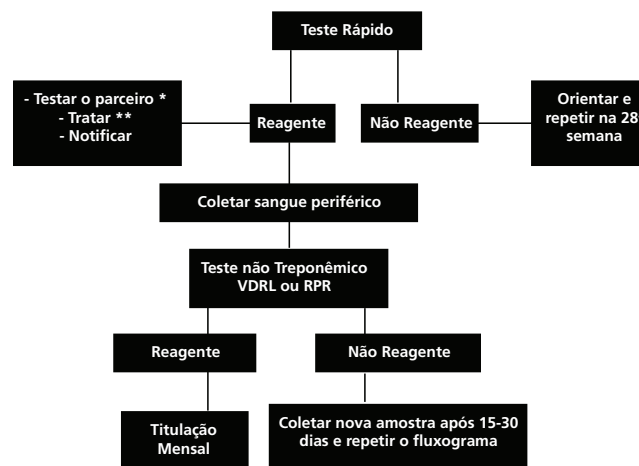 Teste Rápido
- Testar o parceiro *
- Tratar **
- Notificar
Reagente
Não Reagente
Orientar e
repetir na 28ª
semana
Coletar sangue periférico
Teste não Treponêmico
VDRL ou RPR
Reagente
Não Reagente
Titulação
Mensal
Coletar nova amostra após 15-30
dias e repetir o fluxograma